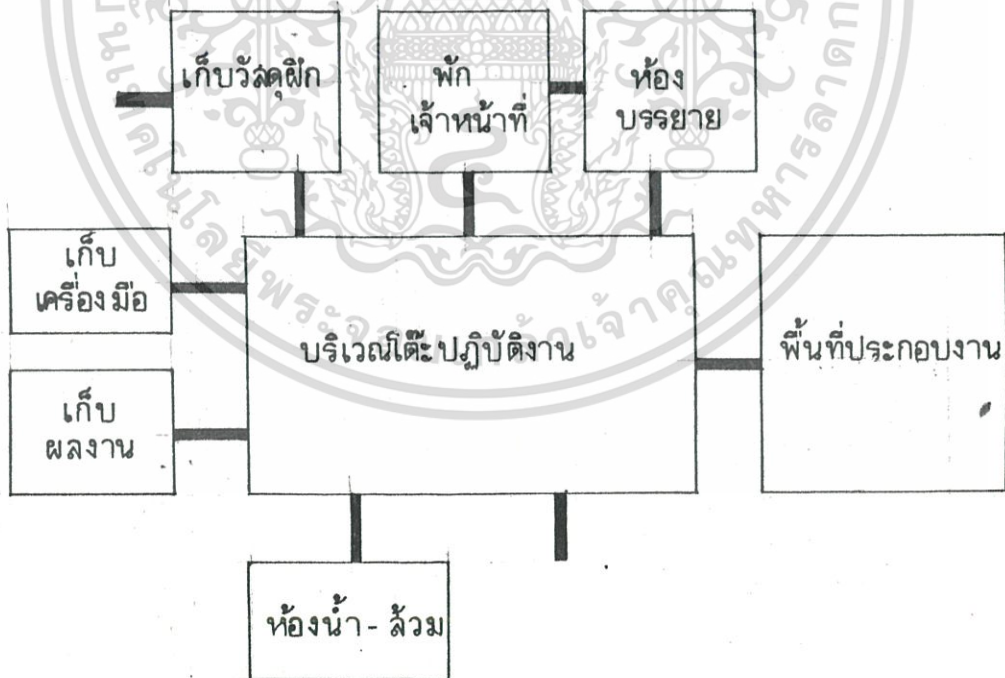 เก็บวัสดุฝึก
พัก
เจ้าหน้าที่
ห้อง
บรรยาย
เก็บ
เครื่องมือ
บริเวณโต๊ะปฏิบัติงาน
พื้นที่ประกอบงาน
เก็บ
ผลงาน
ห้องน้ำ - ส้วม